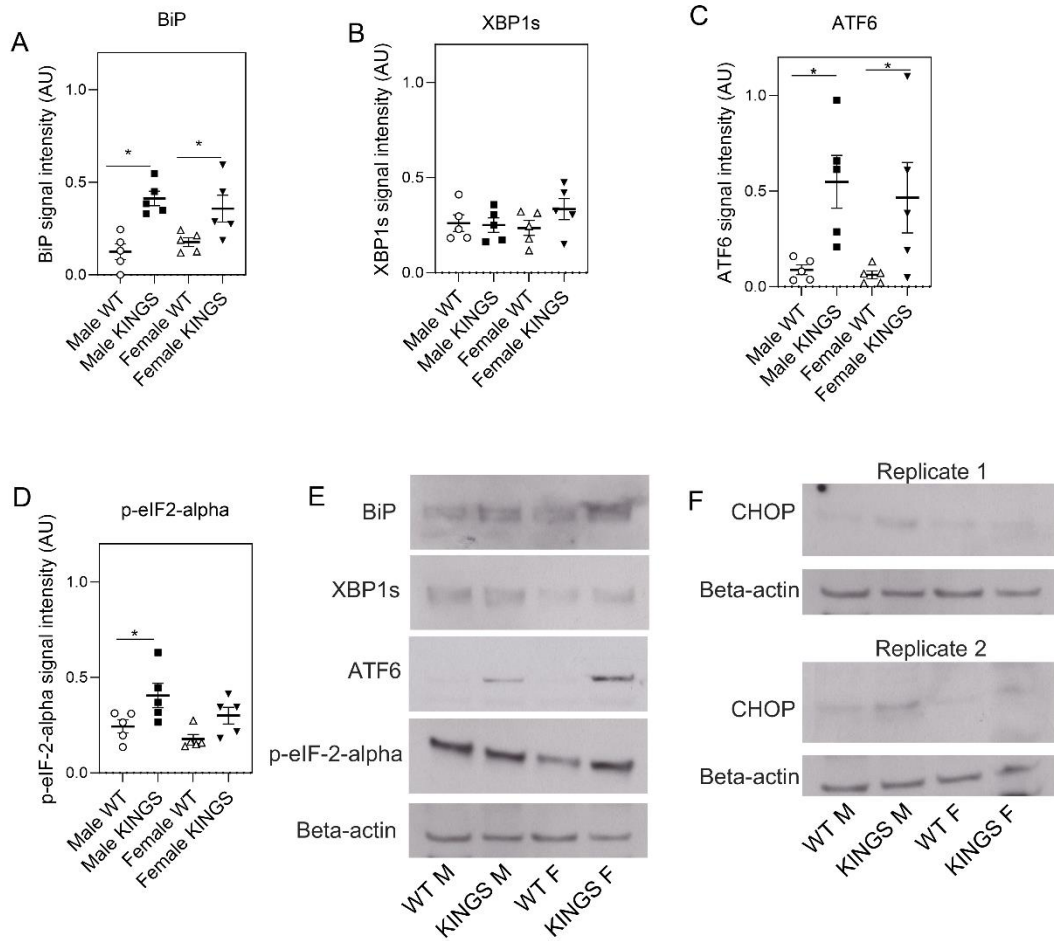 A
BiP
BiP signal intensity (AU)
1.0
0.5
0.0
*
*
Male WT
Male KINGS
Female WT
Female KINGS
B
XBP1s
XBP1s signal intensity (AU)
1.0
0.5
0.0
Male WT
Male KINGS
Female WT
Female KINGS
C
ATF6
ATF6 signal intensity (AU)
1.0
0.5
0.0
*
*
Male WT
Male KINGS
Female WT
Female KINGS
D
p-eIF2-alpha
p-eIF-2-alpha signal intensity (AU)
1.0
0.5
0.0
*
Male WT
Male KINGS
Female WT
Female KINGS
E
BiP
XBP1s
ATF6
p-eIF-2-alpha
Beta-actin
WT M
KINGS M
WT F
KINGS F
F
Replicate 1
CHOP
Beta-actin
Replicate 2
CHOP
Beta-actin
WT M
KINGS M
WT F
KINGS F